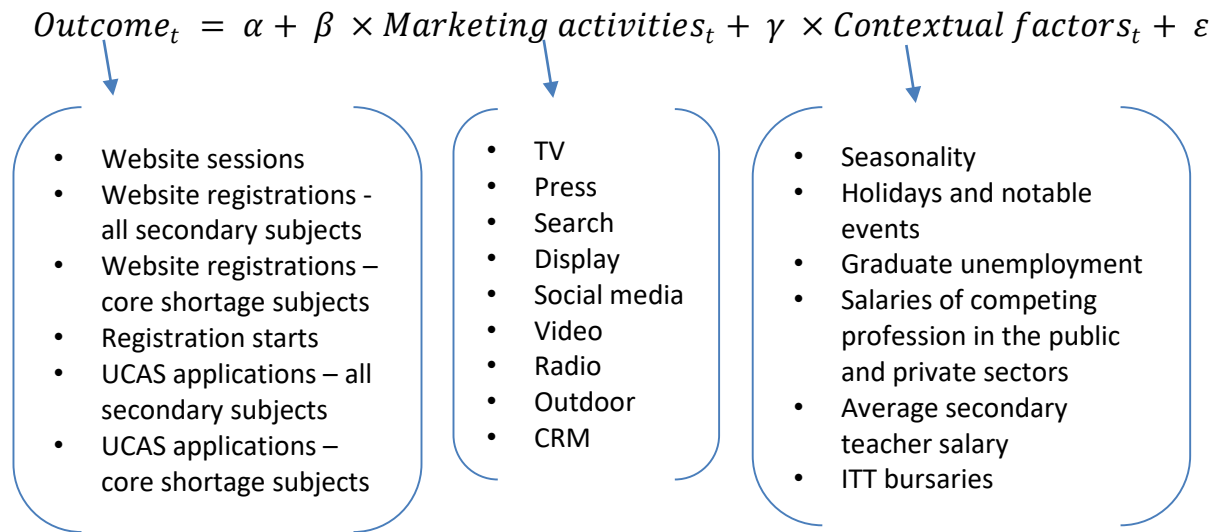 Outcome_t = α + β × Marketing activities_t + γ × Contextual factors_t + ε
• Website sessions
• Website registrations -
all secondary subjects
• Website registrations –
core shortage subjects
• Registration starts
• UCAS applications – all
secondary subjects
• UCAS applications –
core shortage subjects
• TV
• Press
• Search
• Display
• Social media
• Video
• Radio
• Outdoor
• CRM
• Seasonality
• Holidays and notable
events
• Graduate unemployment
• Salaries of competing
profession in the public
and private sectors
• Average secondary
teacher salary
• ITT bursaries